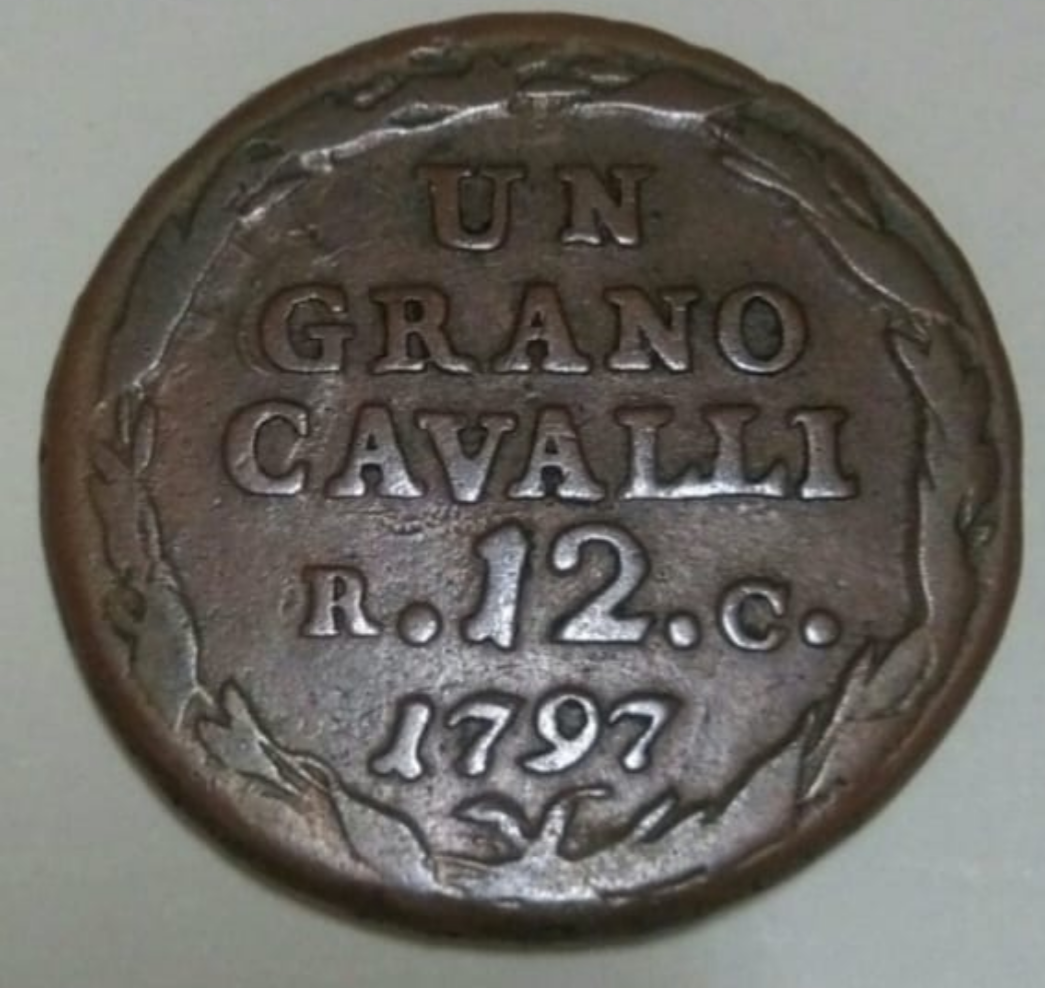 UN
GRANO
CAVALLI
R.12.C.
1797